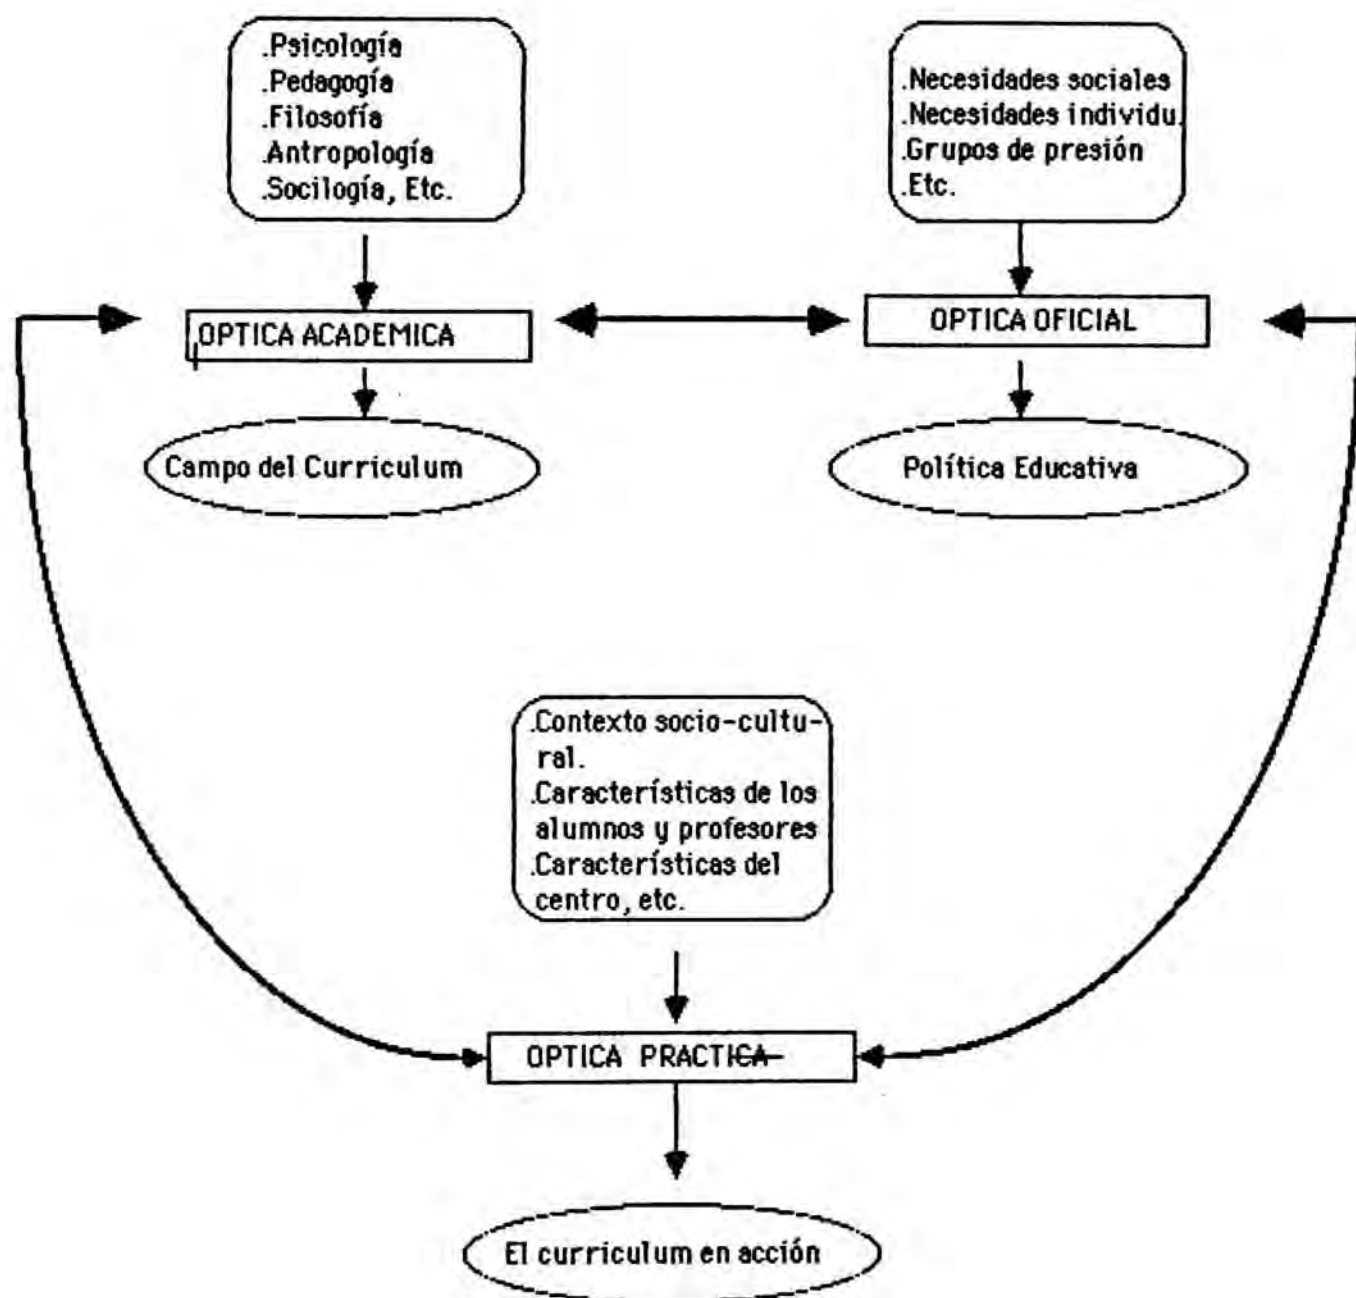 .Psicología
.Pedagogía
.Filosofía
.Antropología
.Socilogía, Etc.
.Necesidades sociales
.Necesidades individu.
.Grupos de presión
.Etc.
OPTICA ACADEMICA
OPTICA OFICIAL
Campo del Curriculum
Política Educativa
.Contexto socio-cultu-
ral.
.Característísticas de los
alumnos y profesores
.Característísticas del
centro, etc.
OPTICA PRACTICA
El curriculum en acción